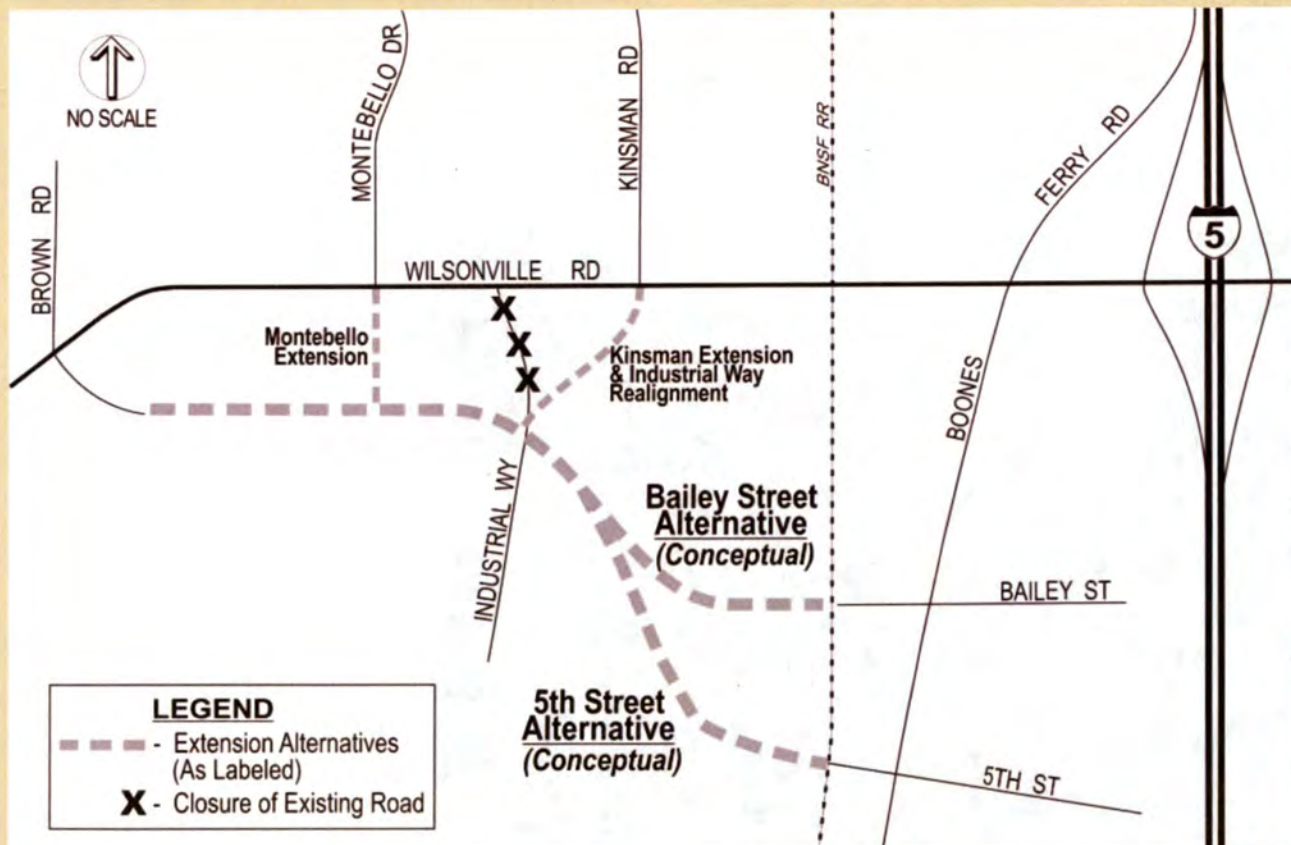 NO SCALE
BROWN RD
MONTEBELLO DR
KINSMAN RD
BNSF RR
FERRY RD
5
WILSONVILLE RD
Montebello
Extension
X
X
X
Kinsman Extension
& Industrial Way
Realignment
BOONES
INDUSTRIAL WY
Bailey Street
Alternative
(Conceptual)
BAILEY ST
5th Street
Alternative
(Conceptual)
5TH ST
LEGEND
- Extension Alternatives
(As Labeled)
X - Closure of Existing Road